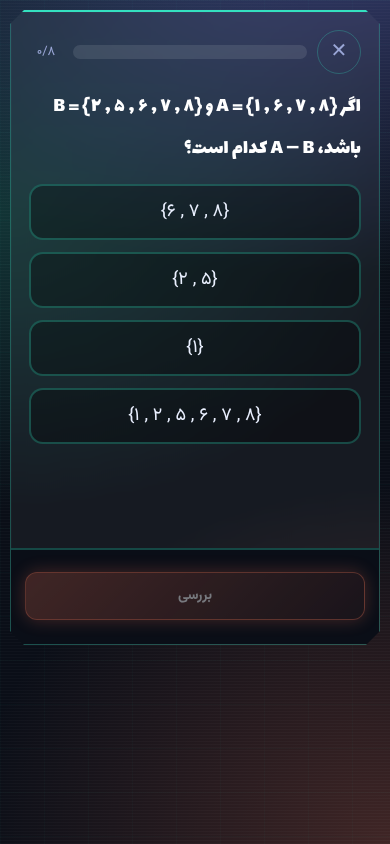 ۰/۸
اگر A = {۱ , ۶ , ۷ , ۸} و B = {۲ , ۵ , ۶ , ۷ , ۸}
باشد، A − B کدام است؟
{۶ , ۷ , ۸}
{۲ , ۵}
{۱}
{۱ , ۲ , ۵ , ۶ , ۷ , ۸}
بررسی